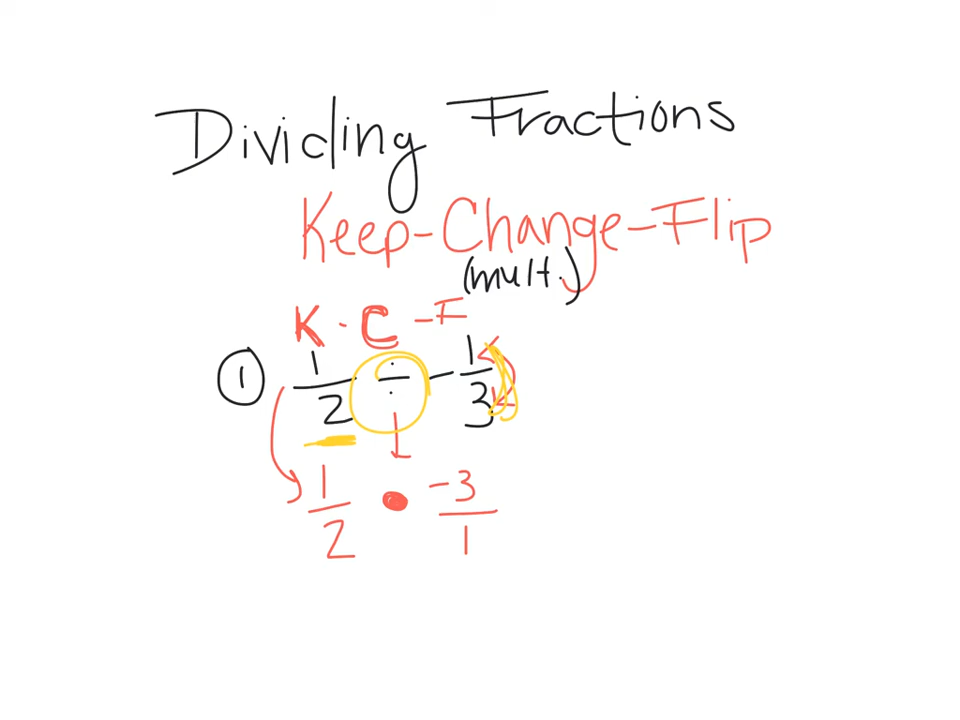 Dividing Fractions
Keep-Change-Flip
(mult.)
K - C - F
① 1/2 ÷ - 1/3
1/2 • -3/1